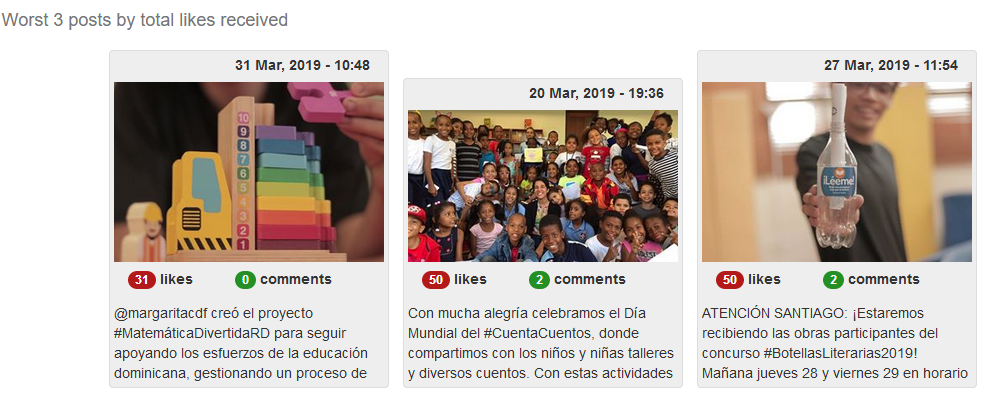 Worst 3 posts by total likes received
31 Mar, 2019 - 10:48
10
9
8
7
6
5
4
3
2
1
31 likes 0 comments
@margaritacdf creó el proyecto
#MatemáticaDivertidaRD para seguir
apoyando los esfuerzos de la educación
dominicana, gestionando un proceso de
20 Mar, 2019 - 19:36
50 likes 2 comments
Con mucha alegría celebramos el Día
Mundial del #CuentaCuentos, donde
compartimos con los niños y niñas talleres
y diversos cuentos. Con estas actividades
27 Mar, 2019 - 11:54
¡Léeme!
50 likes 2 comments
ATENCIÓN SANTIAGO: ¡Estaremos
recibiendo las obras participantes del
concurso #BotellasLiterarias2019!
Mañana jueves 28 y viernes 29 en horario